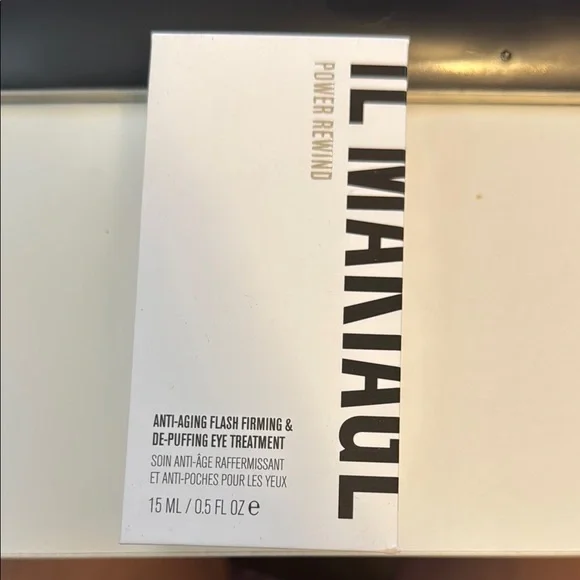 IL MAKIAGE
POWER REWIND
ANTI-AGING FLASH FIRMING &
DE-PUFFING EYE TREATMENT
SOIN ANTI-ÂGE RAFFERMISSANT
ET ANTI-POCHES POUR LES YEUX
15 ML / 0.5 FL OZ e